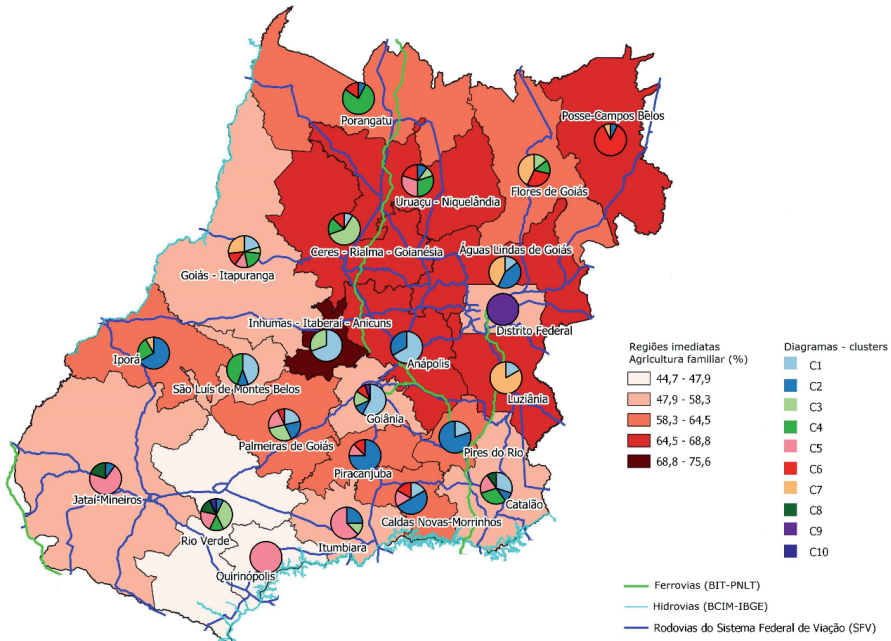 Porangatu
Posse-Campos Belos
Uruaçu - Niquelândia
Flores de Goiás
Ceres - Rialma - Goianésia
Águas Lindas de Goiás
Goiás - Itapuranga
Distrito Federal
Inhumas - Itaberaí - Anicuns
Iporá
São Luís de Montes Belos
Anápolis
Luziânia
Goiânia
Palmeiras de Goiás
Pires do Rio
Piracanjuba
Jataí-Mineiros
Catalão
Caldas Novas-Morrinhos
Rio Verde
Itumbiara
Quirinópolis
Regiões imediatas
Agricultura familiar (%)
44,7 - 47,9
47,9 - 58,3
58,3 - 64,5
64,5 - 68,8
68,8 - 75,6
Diagramas - clusters
C1
C2
C3
C4
C5
C6
C7
C8
C9
C10
Ferrovias (BIT-PNLT)
Hidrovias (BCIM-IBGE)
Rodovias do Sistema Federal de Viação (SFV)